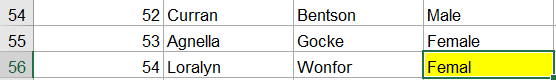 54 52 Curran Bentson Male
55 53 Agnella Gocke Female
56 54 Loralyn Wonfor Femal